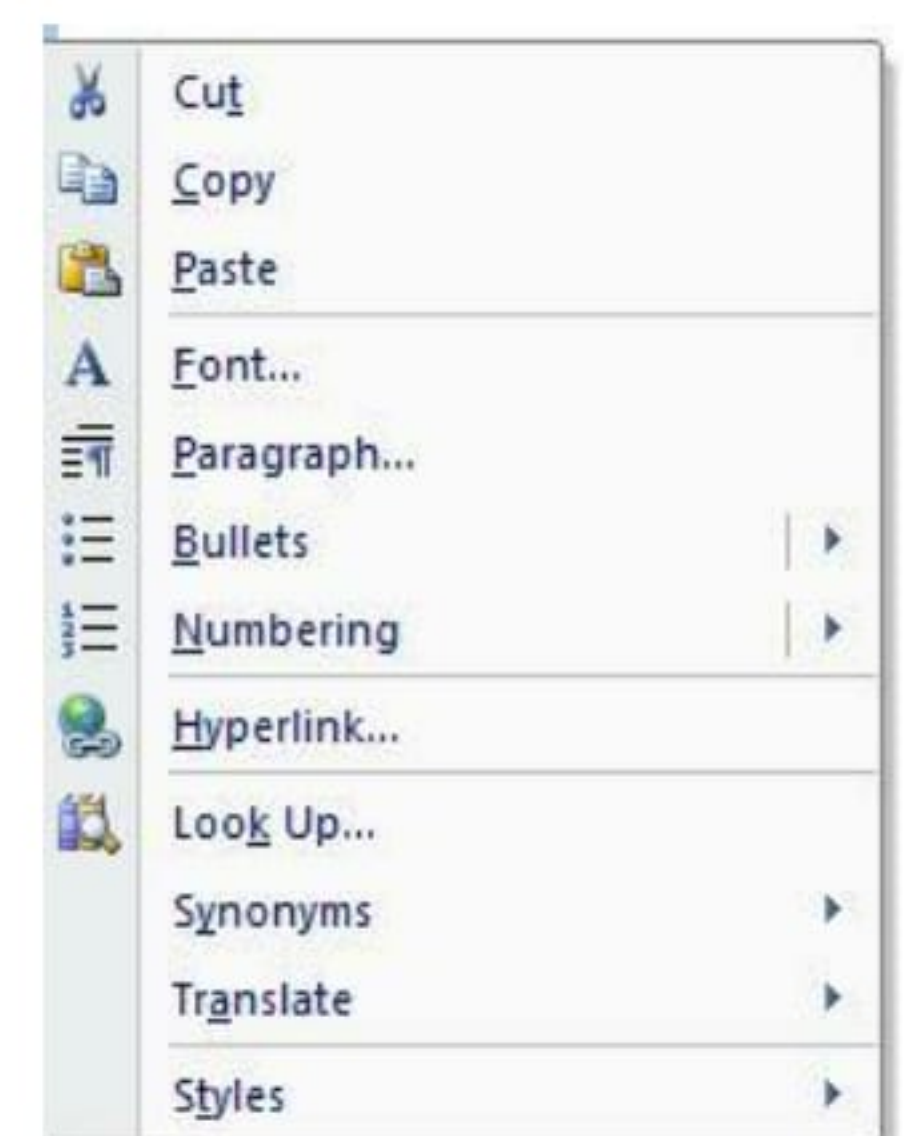 Cut
Copy
Paste
Font...
Paragraph...
Bullets
Numbering
Hyperlink...
Look Up...
Synonyms
Translate
Styles